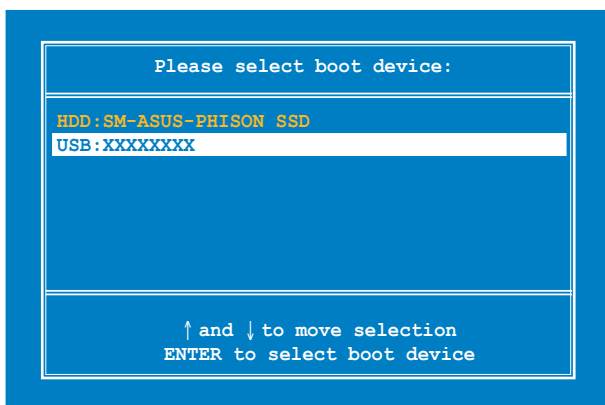 Please select boot device:
HDD:SM-ASUS-PHISON SSD
USB:XXXXXXXX
↑ and ↓ to move selection
ENTER to select boot device